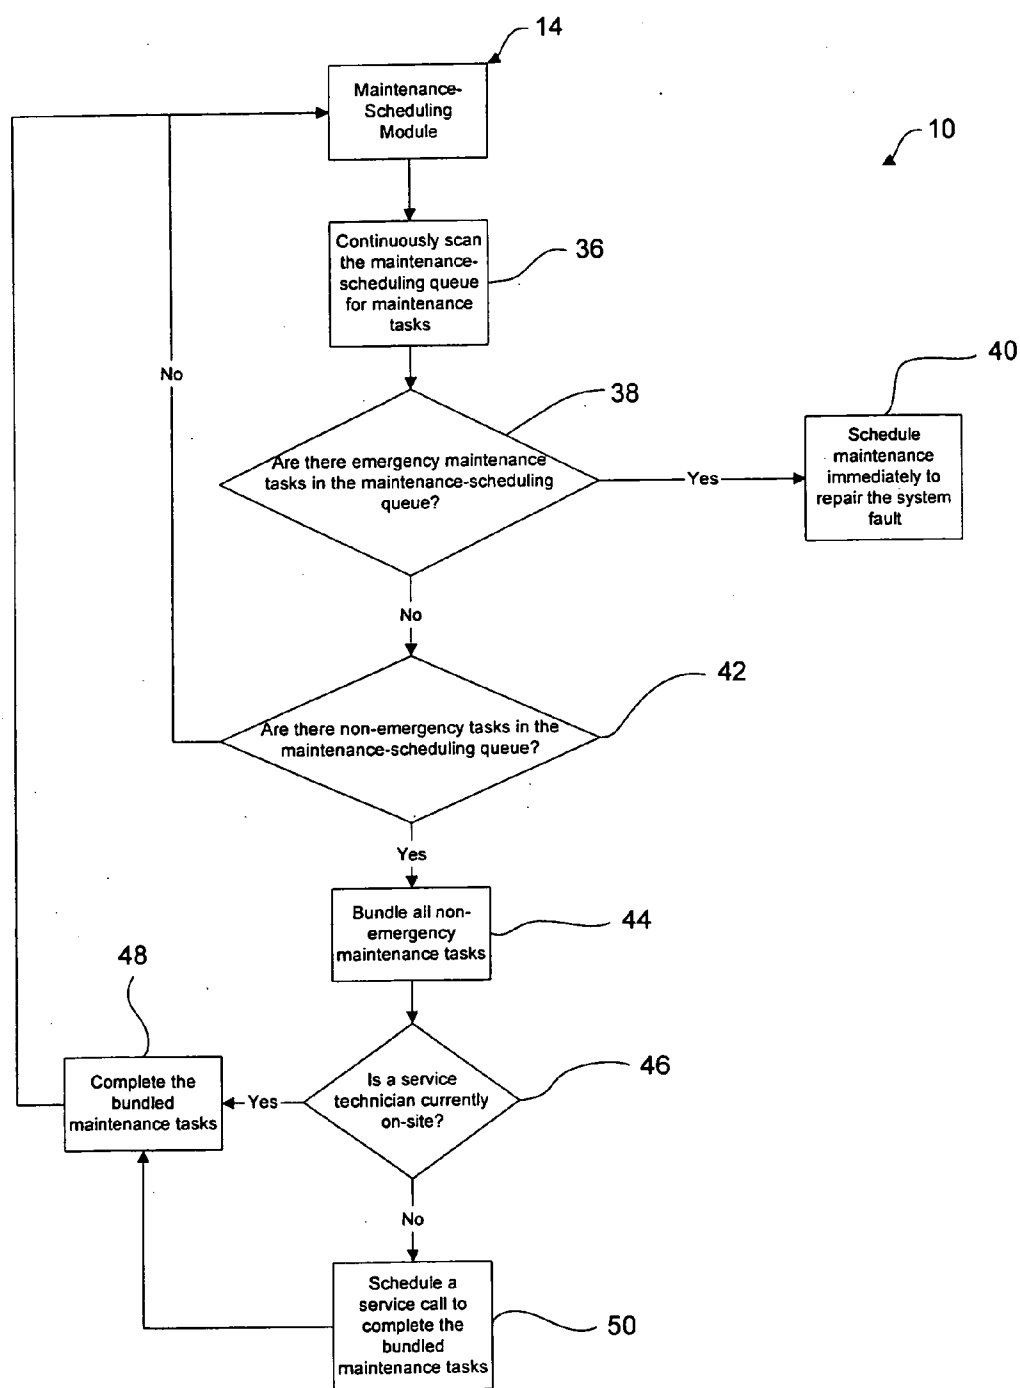 14
Maintenance-
Scheduling
Module
10
Continuously scan
the maintenance-
scheduling queue
for maintenance
tasks
36
No
40
38
Schedule
maintenance
immediately to
repair the system
fault
Are there emergency maintenance
tasks in the maintenance-scheduling
queue?
Yes
No
42
Are there non-emergency tasks in the
maintenance-scheduling queue?
Yes
Bundle all non-
emergency
maintenance tasks
44
48
46
Is a service
technician currently
on-site?
Yes
Complete the
bundled
maintenance tasks
No
Schedule a
service call to
complete the
bundled
maintenance tasks
50